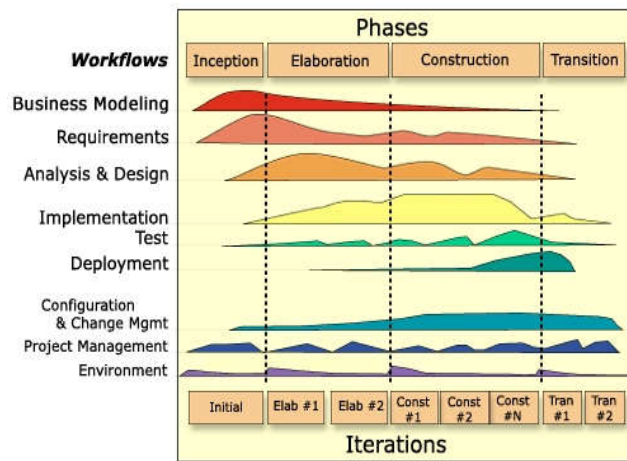 Phases
Workflows
Inception
Elaboration
Construction
Transition
Business Modeling
Requirements
Analysis & Design
Implementation
Test
Deployment
Configuration
& Change Mgmt
Project Management
Environment
Initial
Elab #1
Elab #2
Const
#1
Const
#2
Const
#N
Tran
#1
Tran
#2
Iterations